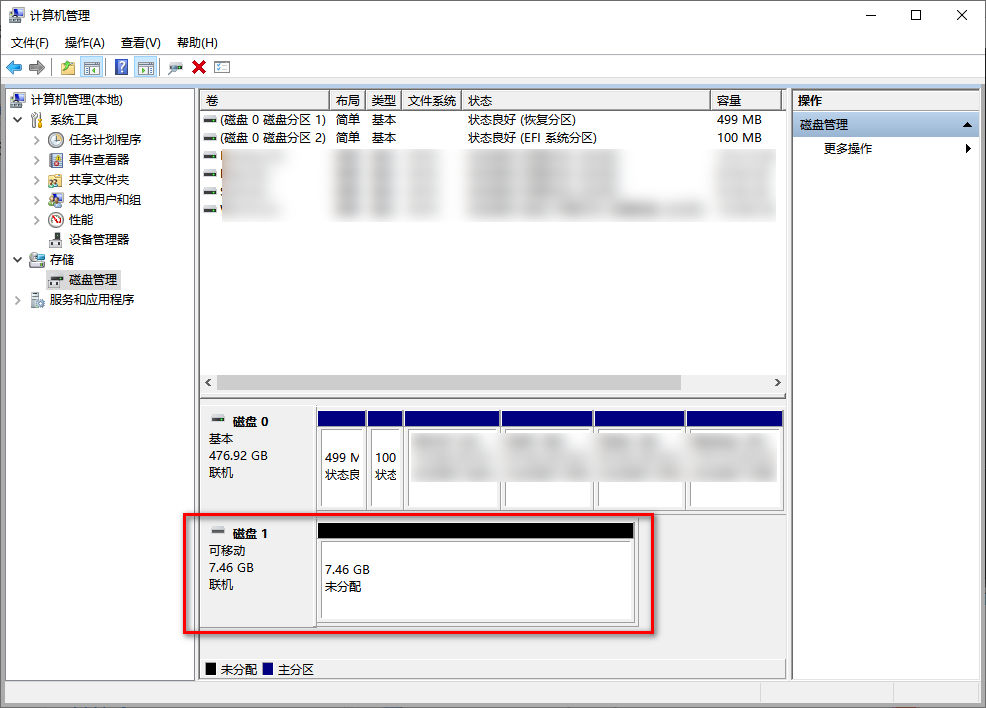 计算机管理
文件(F) 操作(A) 查看(V) 帮助(H)
计算机管理(本地)
系统工具
任务计划程序
事件查看器
共享文件夹
本地用户和组
性能
设备管理器
存储
磁盘管理
服务和应用程序
卷 布局 类型 文件系统 状态 容量
(磁盘 0 磁盘分区 1) 简单 基本 状态良好 (恢复分区) 499 MB
(磁盘 0 磁盘分区 2) 简单 基本 状态良好 (EFI 系统分区) 100 MB
磁盘 0
基本
476.92 GB
联机
499 M
状态良
100
状态
磁盘 1
可移动
7.46 GB
联机
7.46 GB
未分配
未分配 主分区
操作
磁盘管理
更多操作